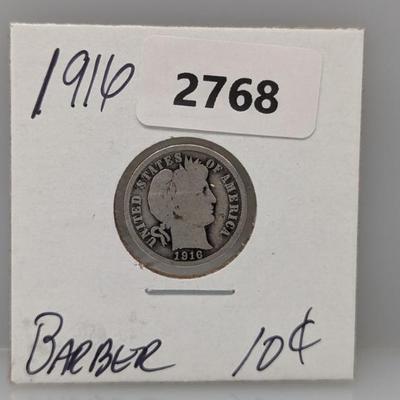 1916
2768
UNITED STATES OF AMERICA
1916
BARBER 10¢